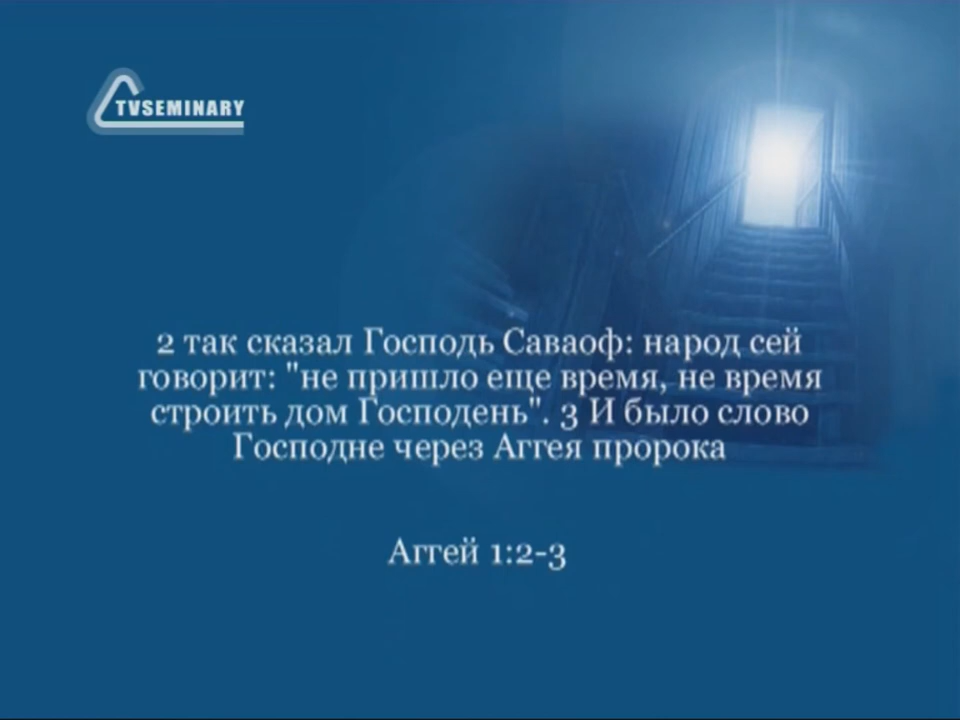 TVSEMINARY
2 так сказал Господь Саваоф: народ сей
говорит: "не пришло еще время, не время
строить дом Господень". 3 И было слово
Господне через Аггея пророка
Аггей 1:2-3